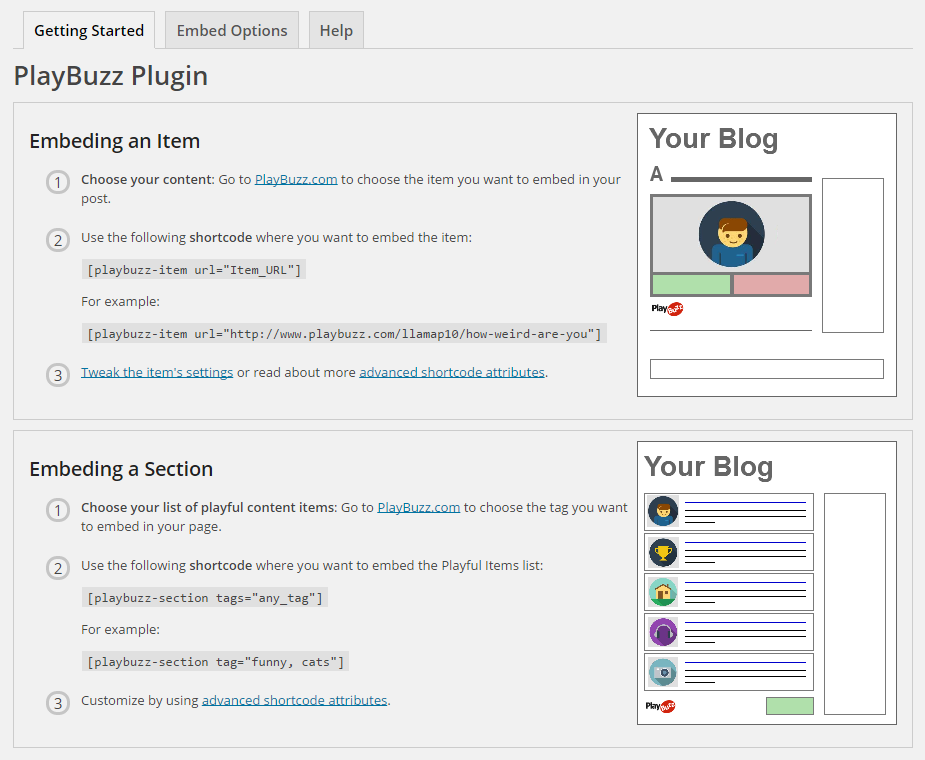 Getting Started
Embed Options
Help
PlayBuzz Plugin
Embeding an Item
1
Choose your content: Go to PlayBuzz.com to choose the item you want to embed in your
post.
2
Use the following shortcode where you want to embed the item:
[playbuzz-item url="Item_URL"]
For example:
[playbuzz-item url="http://www.playbuzz.com/llamap10/how-weird-are-you"]
3
Tweak the item's settings or read about more advanced shortcode attributes.
Your Blog
A
PlayBuzz
Embeding a Section
1
Choose your list of playful content items: Go to PlayBuzz.com to choose the tag you want
to embed in your page.
2
Use the following shortcode where you want to embed the Playful Items list:
[playbuzz-section tags="any_tag"]
For example:
[playbuzz-section tag="funny, cats"]
3
Customize by using advanced shortcode attributes.
Your Blog
PlayBuzz